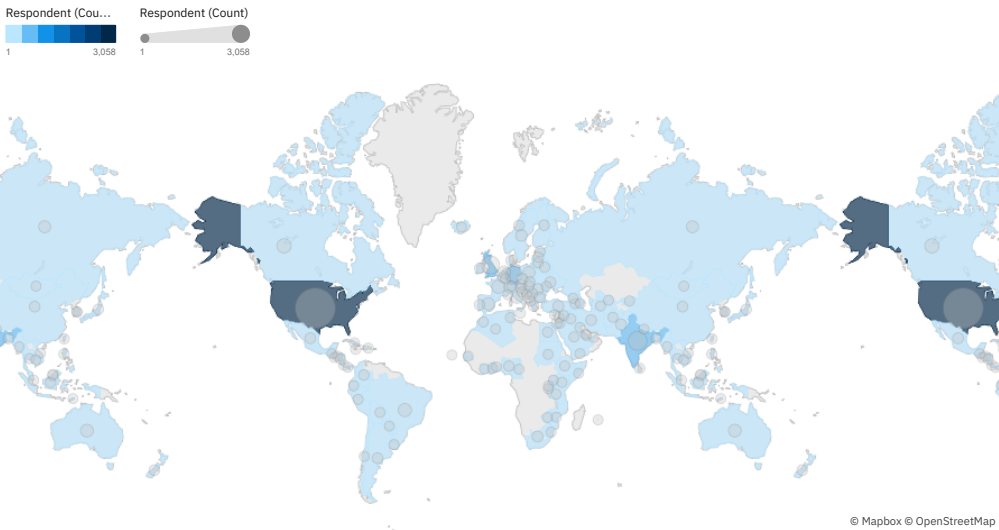 Respondent (Cou...
1
3,058
Respondent (Count)
1
3,058
© Mapbox © OpenStreetMap